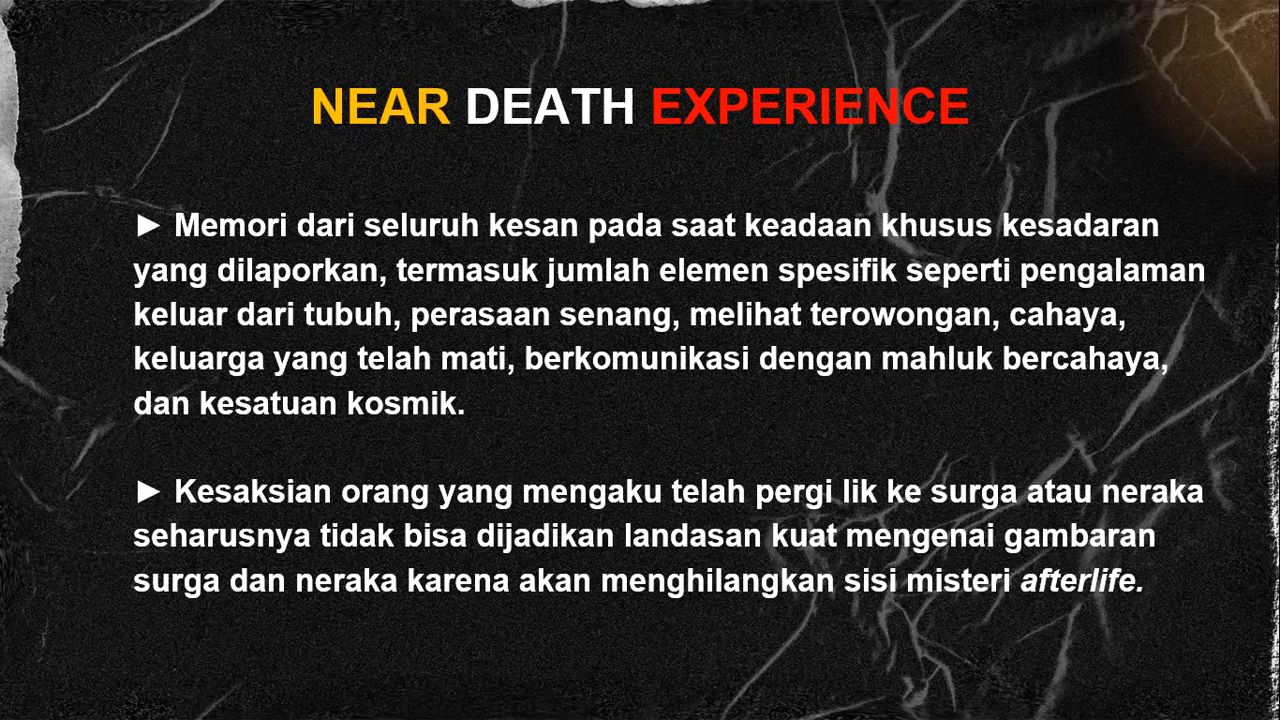 NEAR DEATH EXPERIENCE
► Memori dari seluruh kesan pada saat keadaan khusus kesadaran
yang dilaporkan, termasuk jumlah elemen spesifik seperti pengalaman
keluar dari tubuh, perasaan senang, melihat terowongan, cahaya,
keluarga yang telah mati, berkomunikasi dengan mahluk bercahaya,
dan kesatuan kosmik.
► Kesaksian orang yang mengaku telah pergi lik ke surga atau neraka
seharusnya tidak bisa dijadikan landasan kuat mengenai gambaran
surga dan neraka karena akan menghilangkan sisi misteri afterlife.